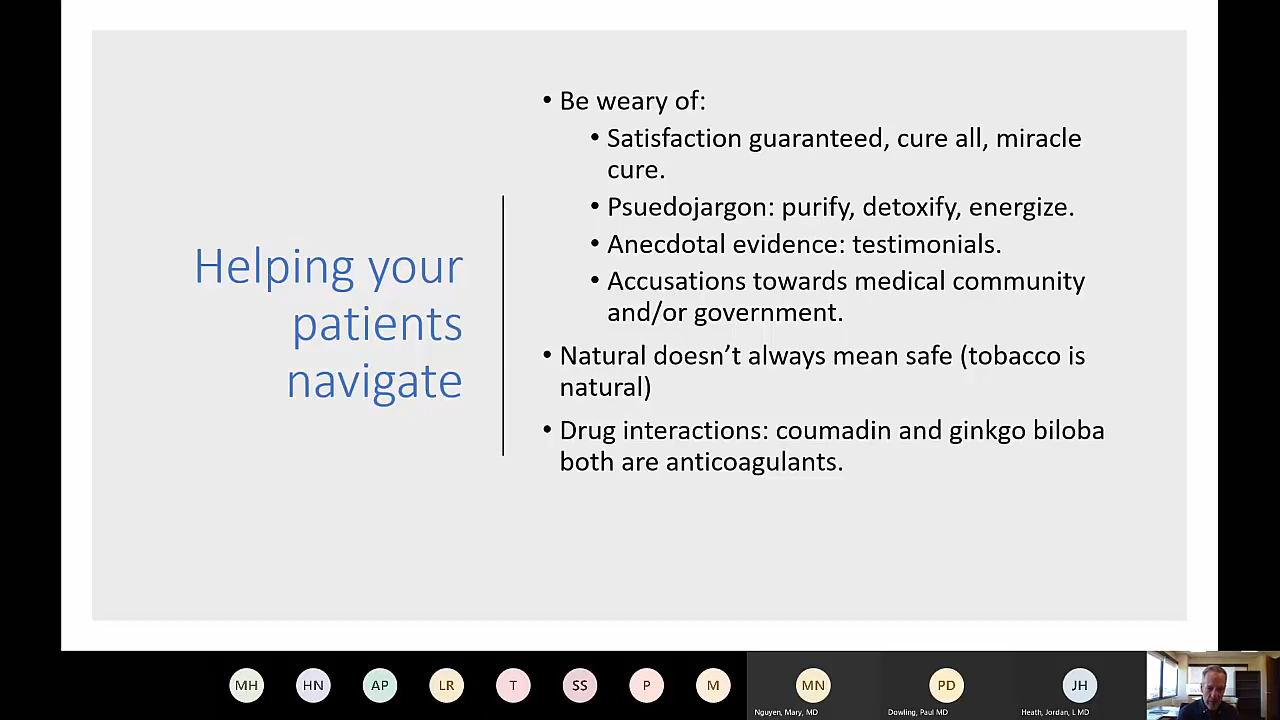 Helping your
patients
navigate
• Be weary of:
• Satisfaction guaranteed, cure all, miracle
cure.
• Psuedojargon: purify, detoxify, energize.
• Anecdotal evidence: testimonials.
• Accusations towards medical community
and/or government.
• Natural doesn’t always mean safe (tobacco is
natural)
• Drug interactions: coumadin and ginkgo biloba
both are anticoagulants.
MH HN AP LR T SS P M MN PD JH
Nguyen, Mary, MD Dowling, Paul MD Heath, Jordan, L MD